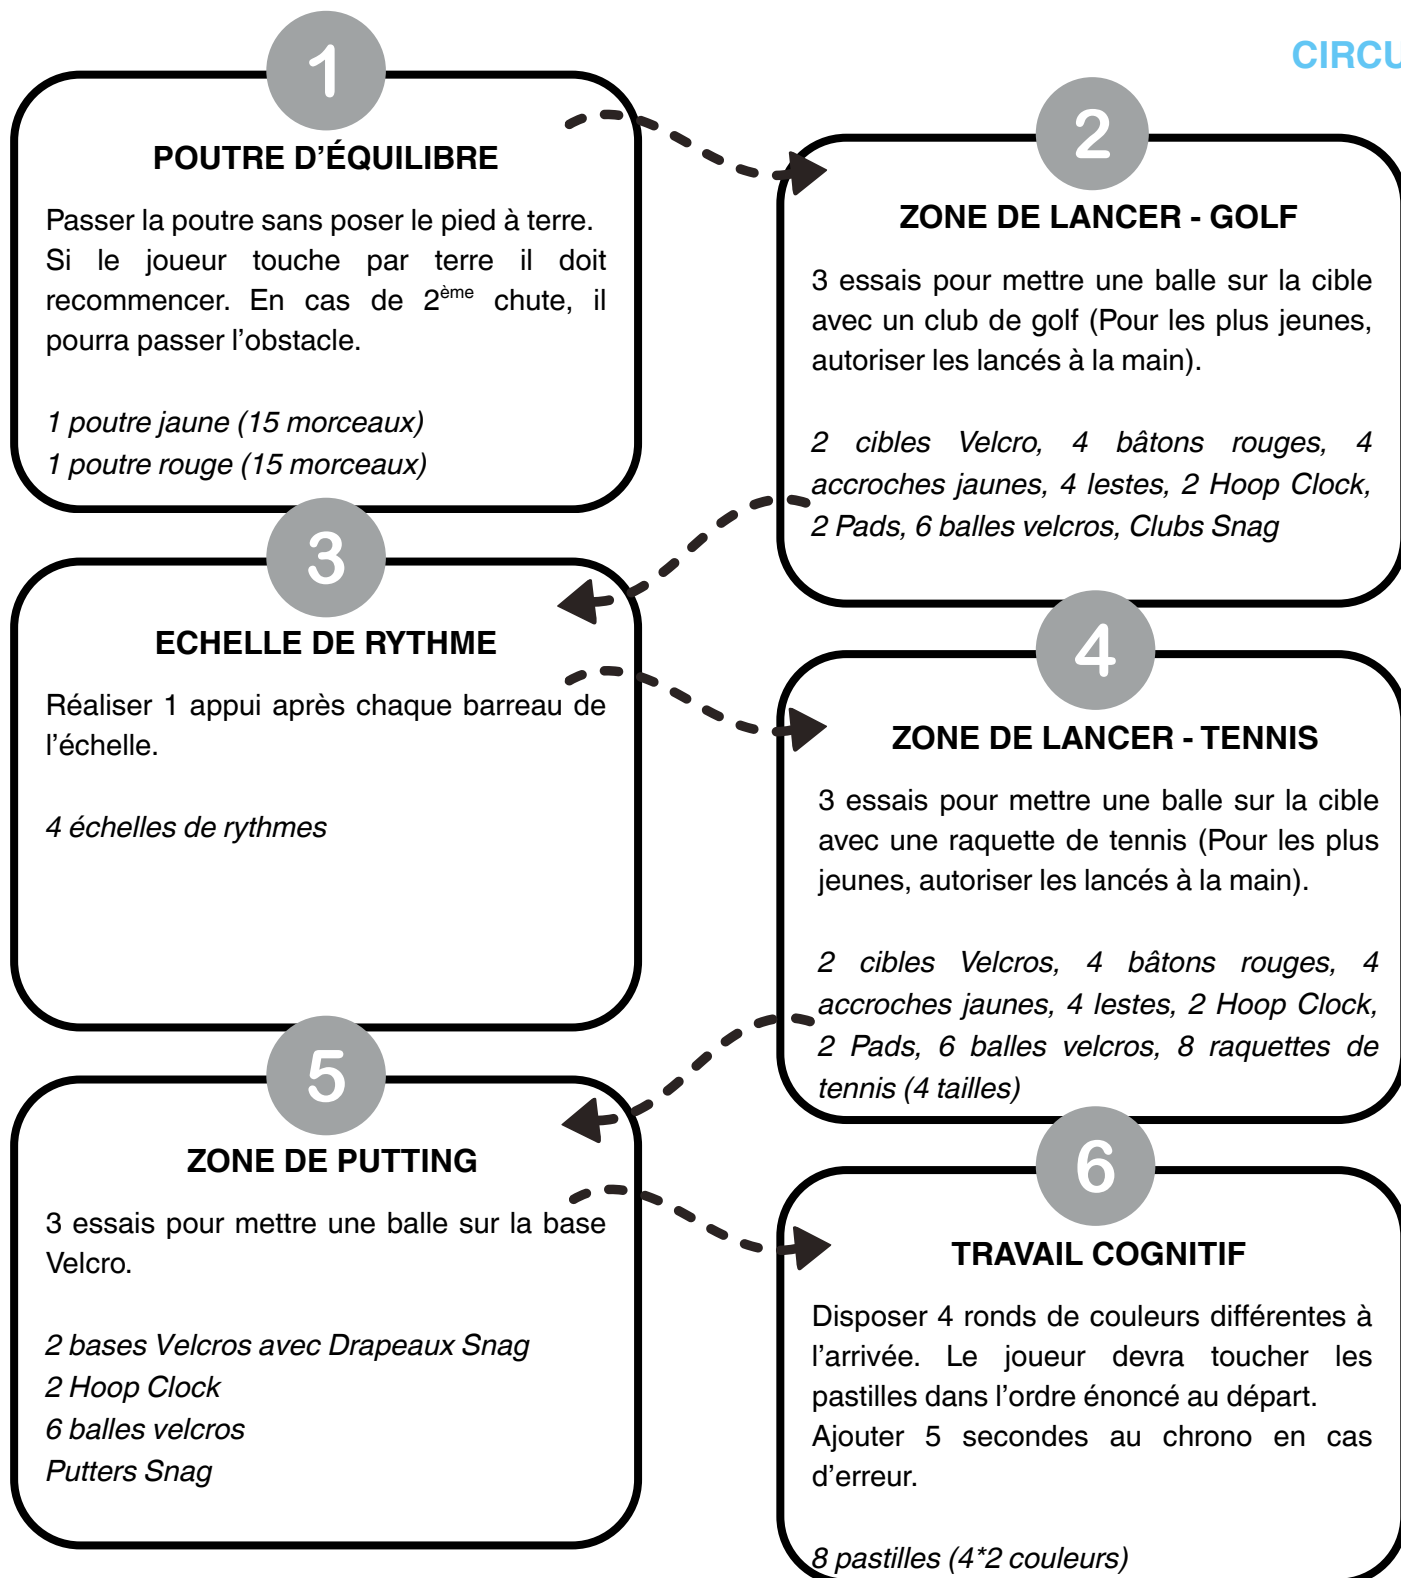 CIRCU
1
POUTRE D’ÉQUILIBRE
Passer la poutre sans poser le pied à terre.
Si le joueur touche par terre il doit
recommencer. En cas de 2ème chute, il
pourra passer l’obstacle.
1 poutre jaune (15 morceaux)
1 poutre rouge (15 morceaux)
2
ZONE DE LANCER - GOLF
3 essais pour mettre une balle sur la cible
avec un club de golf (Pour les plus jeunes,
autoriser les lancés à la main).
2 cibles Velcro, 4 bâtons rouges, 4
accroches jaunes, 4 lestes, 2 Hoop Clock,
2 Pads, 6 balles velcros, Clubs Snag
3
ECHELLE DE RYTHME
Réaliser 1 appui après chaque barreau de
l’échelle.
4 échelles de rythmes
4
ZONE DE LANCER - TENNIS
3 essais pour mettre une balle sur la cible
avec une raquette de tennis (Pour les plus
jeunes, autoriser les lancés à la main).
2 cibles Velcros, 4 bâtons rouges, 4
accroches jaunes, 4 lestes, 2 Hoop Clock,
2 Pads, 6 balles velcros, 8 raquettes de
tennis (4 tailles)
5
ZONE DE PUTTING
3 essais pour mettre une balle sur la base
Velcro.
2 bases Velcros avec Drapeaux Snag
2 Hoop Clock
6 balles velcros
Putters Snag
6
TRAVAIL COGNITIF
Disposer 4 ronds de couleurs différentes à
l’arrivée. Le joueur devra toucher les
pastilles dans l’ordre énoncé au départ.
Ajouter 5 secondes au chrono en cas
d’erreur.
8 pastilles (4*2 couleurs)